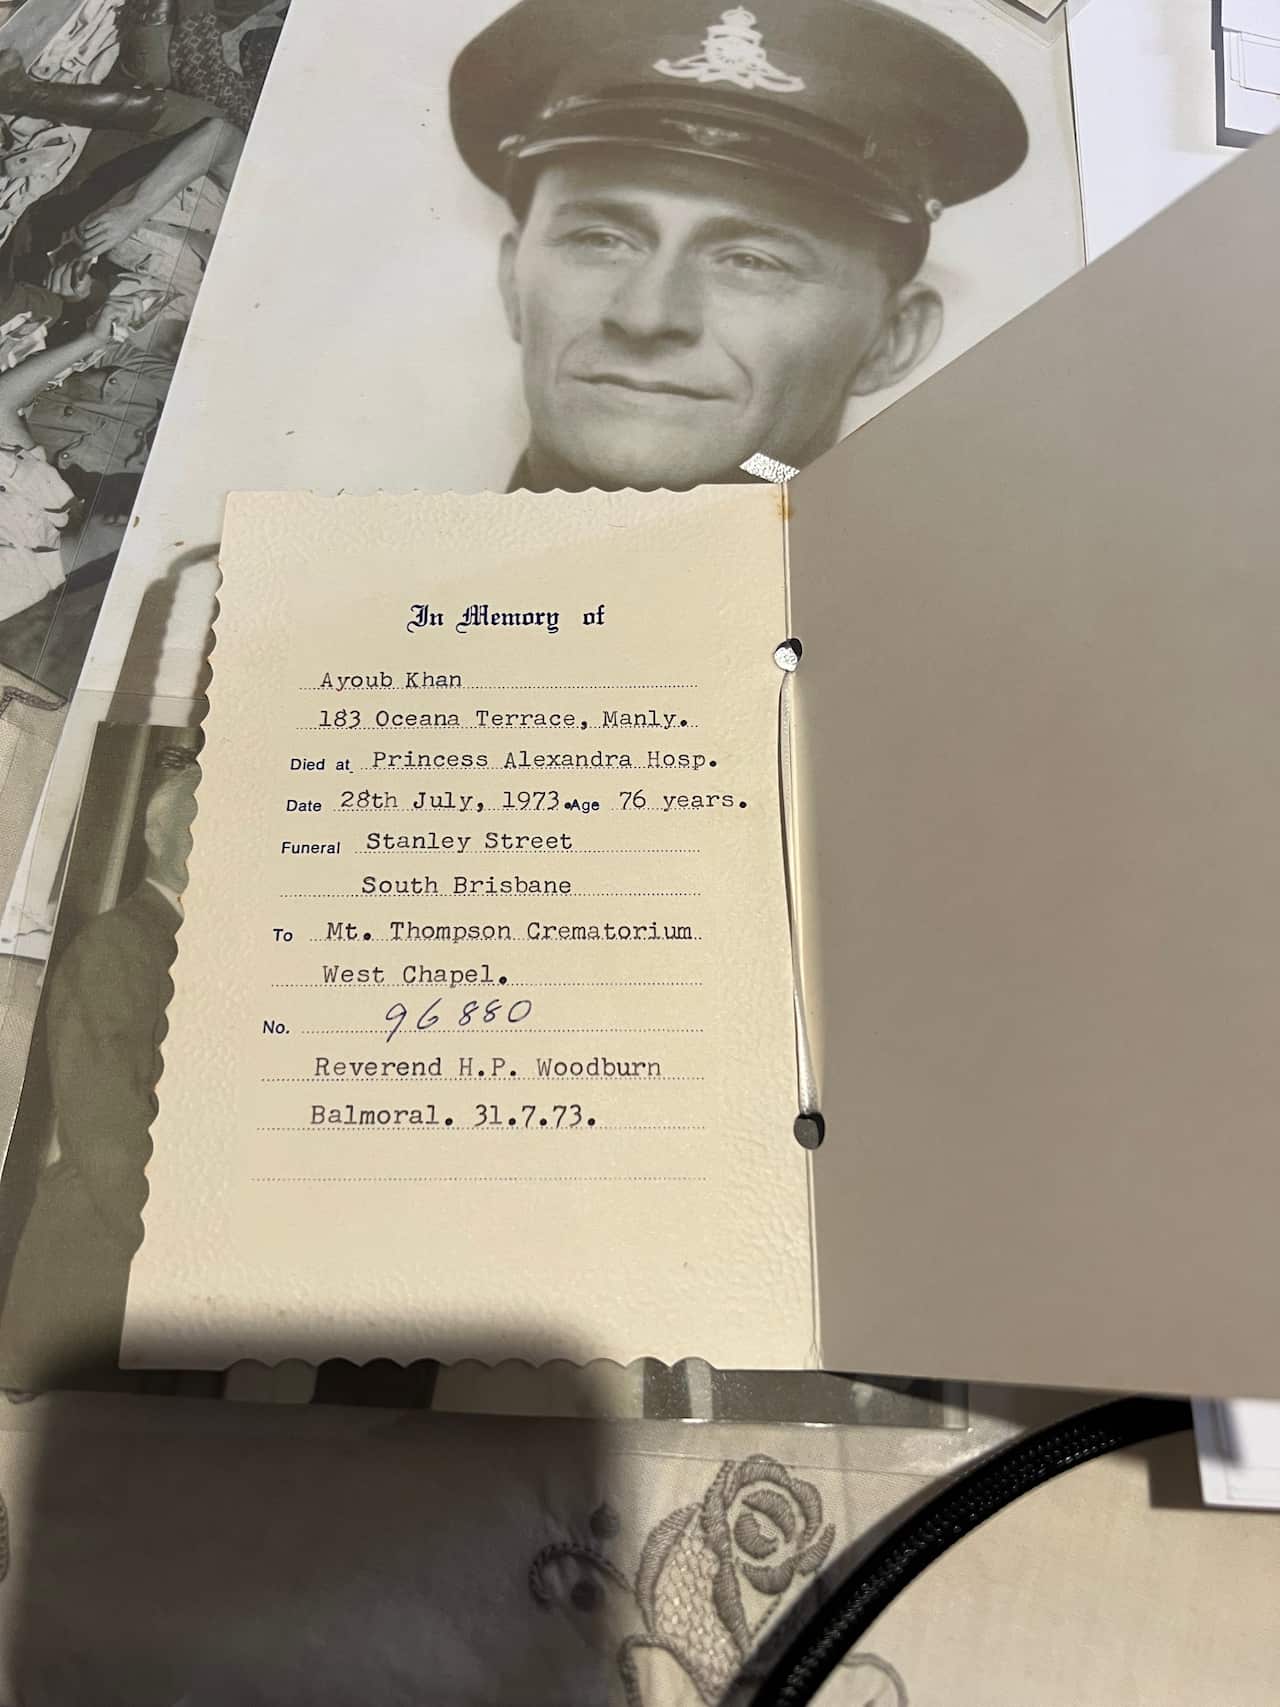 In Memory of
Ayoub Khan
183 Oceana Terrace, Manly.
Died at Princess Alexandra Hosp.
Date 28th July, 1973. Age 76 years.
Funeral Stanley Street
South Brisbane
To Mt. Thompson Crematorium
West Chapel.
No. 96880
Reverend H.P. Woodburn
Balmoral. 31.7.73.